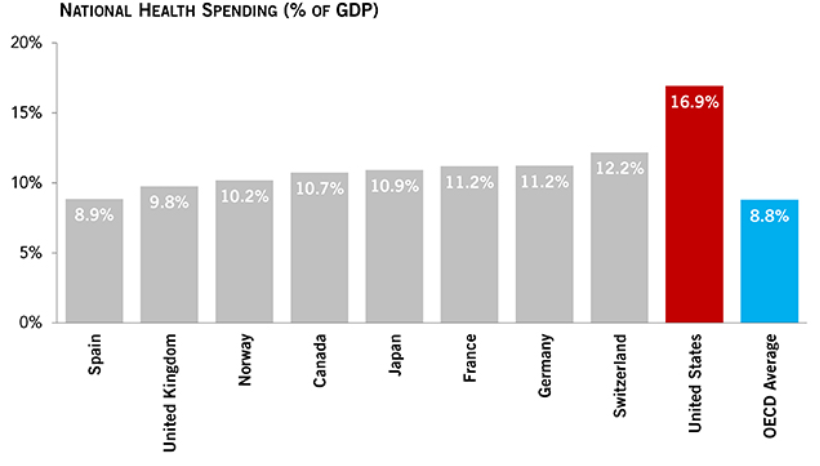 NATIONAL HEALTH SPENDING (% OF GDP)
20%
15%
10%
5%
0%
8.9%
9.8%
10.2%
10.7%
10.9%
11.2%
11.2%
12.2%
16.9%
8.8%
Spain
United Kingdom
Norway
Canada
Japan
France
Germany
Switzerland
United States
OECD Average